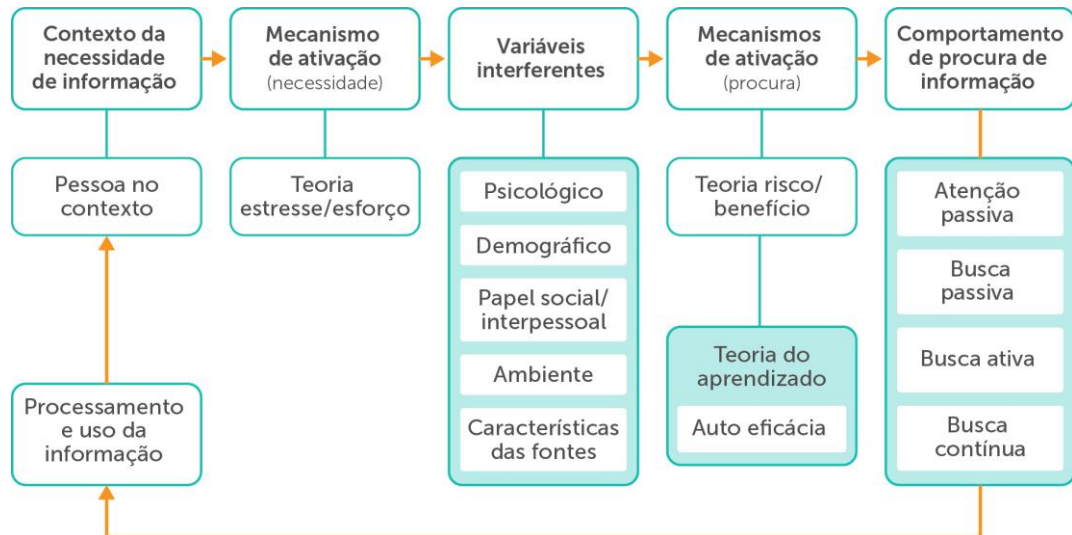 Contexto da
necessidade
de informação
Mecanismo
de ativação
(necessidade)
Variáveis
interferentes
Mecanismos
de ativação
(procura)
Comportamento
de procura de
informação
Pessoa no
contexto
Teoria
estresse/esforço
Psicológico
Demográfico
Papel social/
interpessoal
Ambiente
Características
das fontes
Teoria risco/
benefício
Teoria do
aprendizado
Auto eficácia
Atenção
passiva
Busca
passiva
Busca ativa
Busca
contínua
Processamento
e uso da
informação